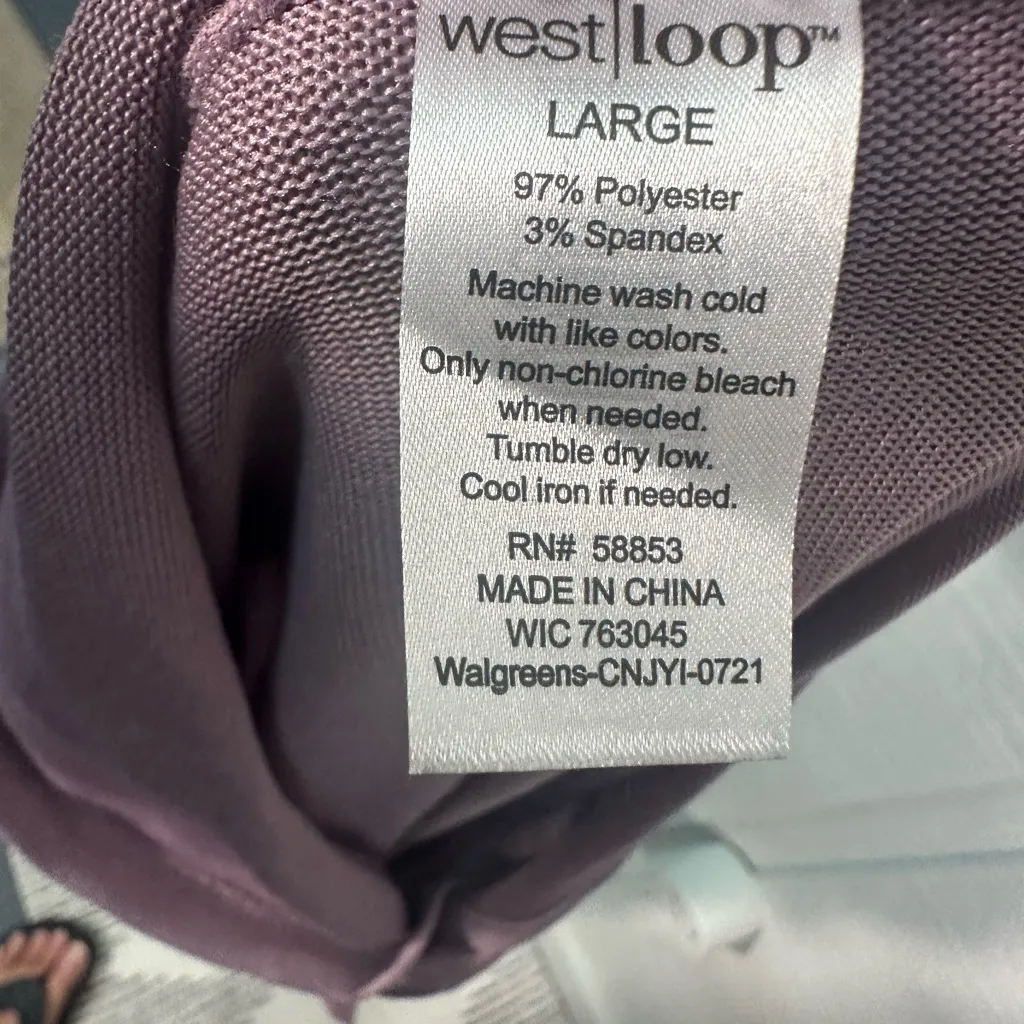 west|loop™
LARGE
97% Polyester
3% Spandex
Machine wash cold
with like colors.
Only non-chlorine bleach
when needed.
Tumble dry low.
Cool iron if needed.
RN# 58853
MADE IN CHINA
WIC 763045
Walgreens-CNJYI-0721